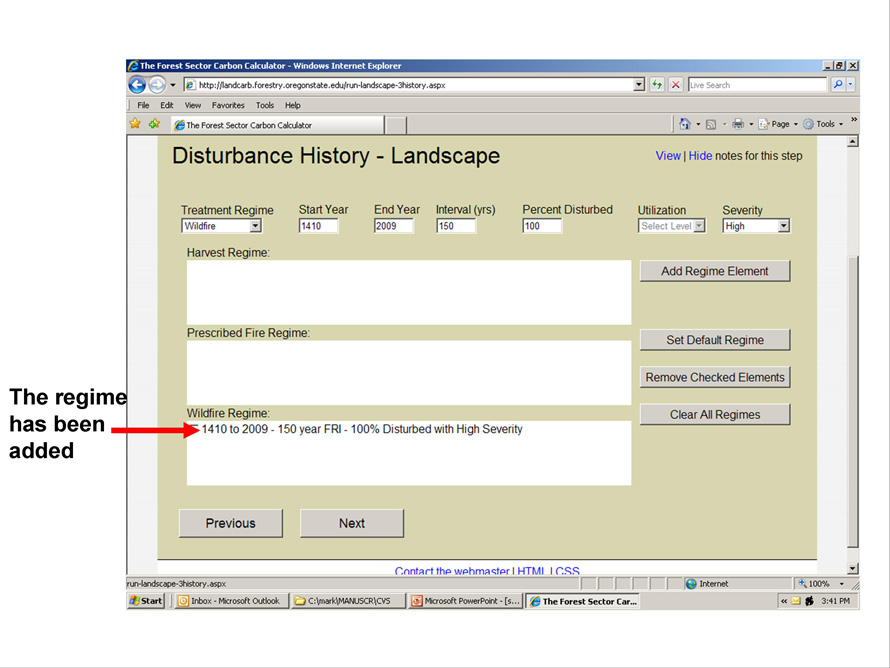 The Forest Sector Carbon Calculator - Windows Internet Explorer
http://landcarb.forestry.oregonstate.edu/run-landscape-3history.aspx
Live Search
File Edit View Favorites Tools Help
The Forest Sector Carbon Calculator
Page Tools »
Disturbance History - Landscape
View | Hide notes for this step
Treatment Regime Start Year End Year Interval (yrs) Percent Disturbed Utilization Severity
Wildfire 1410 2009 150 100 Select Level High
Harvest Regime:
Add Regime Element
Prescribed Fire Regime:
Set Default Regime
Remove Checked Elements
The regime
has been
added
Wildfire Regime:
Clear All Regimes
1410 to 2009 - 150 year FRI - 100% Disturbed with High Severity
Previous Next
Contact the webmaster | HTML | CSS
run-landscape-3history.aspx Internet 100%
Start Inbox - Microsoft Outlook C:\mark\MANUSCR\CVS Microsoft PowerPoint - [s... The Forest Sector Car... « 3:41 PM